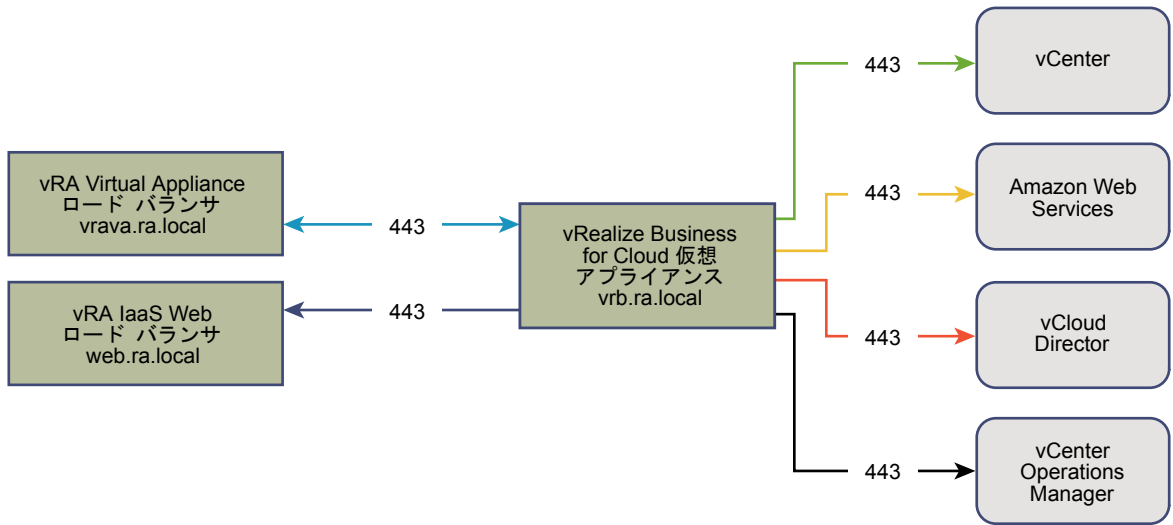 vRA Virtual Appliance
ロード バランサ
vrava.ra.local
443
vRA IaaS Web
ロード バランサ
web.ra.local
443
vRealize Business
for Cloud 仮想
アプライアンス
vrb.ra.local
443
vCenter
443
Amazon Web
Services
443
vCloud
Director
443
vCenter
Operations
Manager